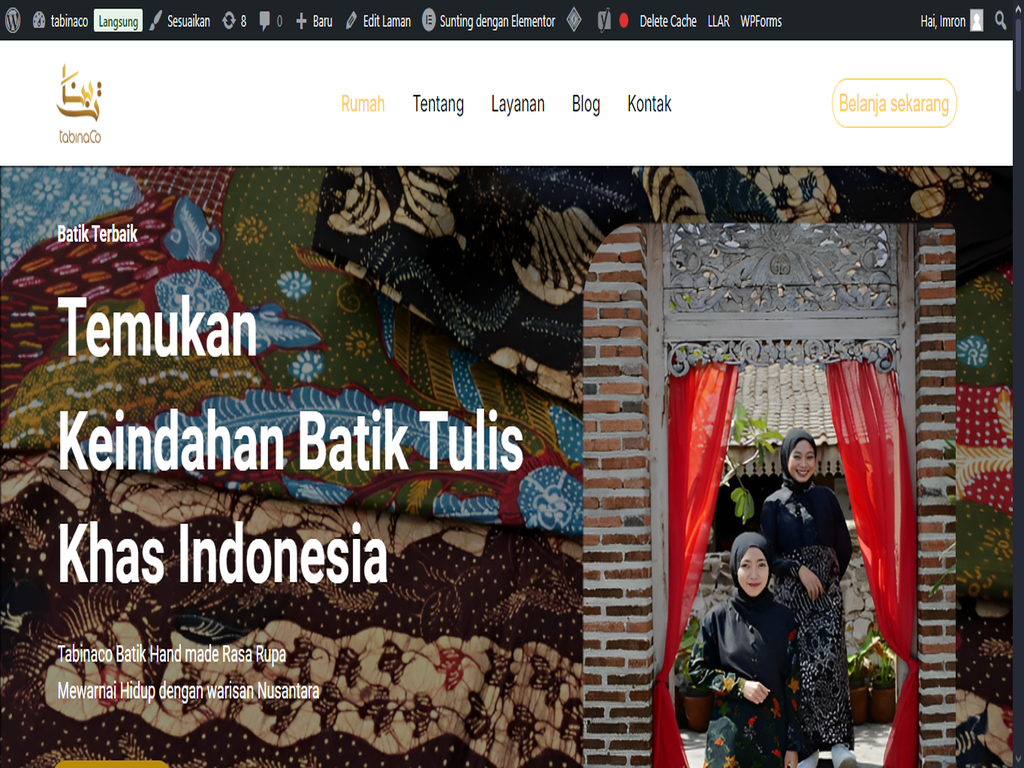 tabinaco Langsung Sesuaikan 8 0 Baru Edit Laman Sunting dengan Elementor Delete Cache LLAR WPForms Hai, Imron
tabinaCo
Rumah Tentang Layanan Blog Kontak Belanja sekarang
Batik Terbaik
Temukan
Keindahan Batik Tulis
Khas Indonesia
Tabinaco Batik Hand made Rasa Rupa
Mewarnai Hidup dengan warisan Nusantara